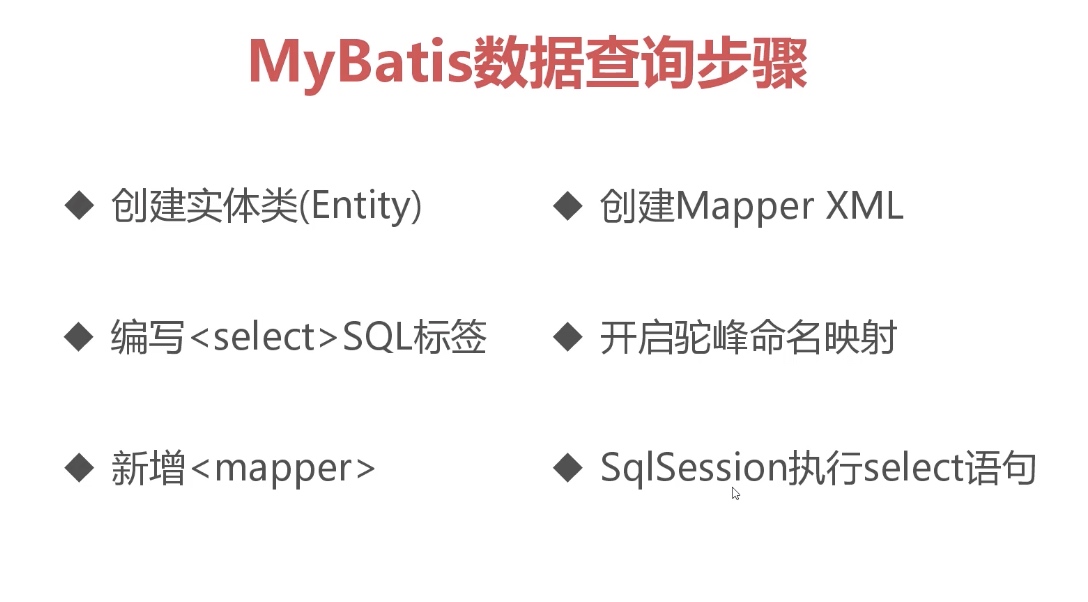 MyBatis数据查询步骤
创建实体类(Entity)
创建Mapper XML
编写<select>SQL标签
开启驼峰命名映射
新增<mapper>
SqlSession执行select语句